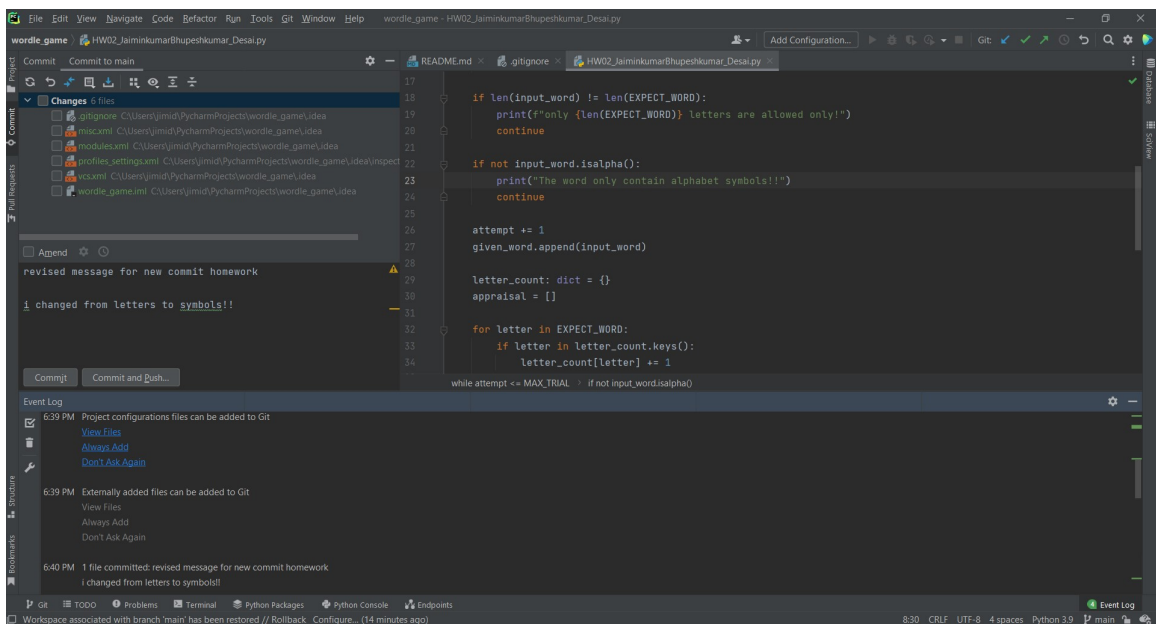 File Edit View Navigate Code Refactor Run Tools Git Window Help wordle_game - HW02_JaiminkumarBhupeshkumar_Desai.py
wordle_game HW02_JaiminkumarBhupeshkumar_Desai.py Add Configuration... Git:
Project
Commit
Pull Requests
Structure
Bookmarks
Commit Commit to main
Changes 6 files
.gitignore C:\Users\jimid\PycharmProjects\wordle_game\.idea
misc.xml C:\Users\jimid\PycharmProjects\wordle_game\.idea
modules.xml C:\Users\jimid\PycharmProjects\wordle_game\.idea
profiles_settings.xml C:\Users\jimid\PycharmProjects\wordle_game\.idea\inspect
vcs.xml C:\Users\jimid\PycharmProjects\wordle_game\.idea
wordle_game.iml C:\Users\jimid\PycharmProjects\wordle_game\.idea
Amend
revised message for new commit homework
i changed from letters to symbols!!
Commit Commit and Push...
README.md .gitignore HW02_JaiminkumarBhupeshkumar_Desai.py
17
18 if len(input_word) != len(EXPECT_WORD):
19 print(f"only {len(EXPECT_WORD)} letters are allowed only!")
20 continue
21
22 if not input_word.isalpha():
23 print("The word only contain alphabet symbols!!")
24 continue
25
26 attempt += 1
27 given_word.append(input_word)
28
29 letter_count: dict = {}
30 appraisal = []
31
32 for letter in EXPECT_WORD:
33 if letter in letter_count.keys():
34 letter_count[letter] += 1
while attempt <= MAX_TRIAL if not input_word.isalpha()
Database
SciView
Event Log
6:39 PM Project configurations files can be added to Git
View Files
Always Add
Don't Ask Again
6:39 PM Externally added files can be added to Git
View Files
Always Add
Don't Ask Again
6:40 PM 1 file committed: revised message for new commit homework
i changed from letters to symbols!!
Git TODO Problems Terminal Python Packages Python Console Endpoints 4 Event Log
Workspace associated with branch 'main' has been restored // Rollback Configure... (14 minutes ago) 8:30 CRLF UTF-8 4 spaces Python 3.9 main